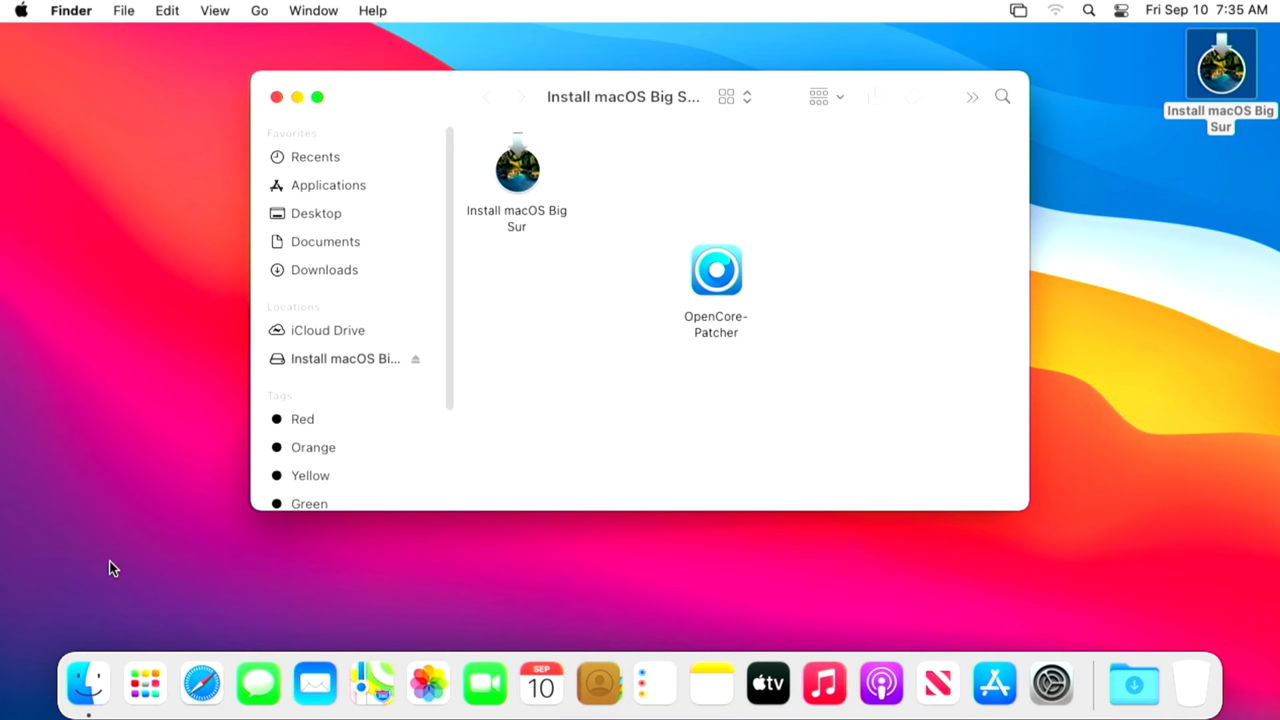 Finder File Edit View Go Window Help Fri Sep 10 7:35 AM
Install macOS Big S...
Install macOS Big
Sur
Favorites
Recents
Applications
Desktop
Documents
Downloads
Locations
iCloud Drive
Install macOS Bi...
Tags
Red
Orange
Yellow
Green
Install macOS Big
Sur
OpenCore-
Patcher
SEP
10
tv